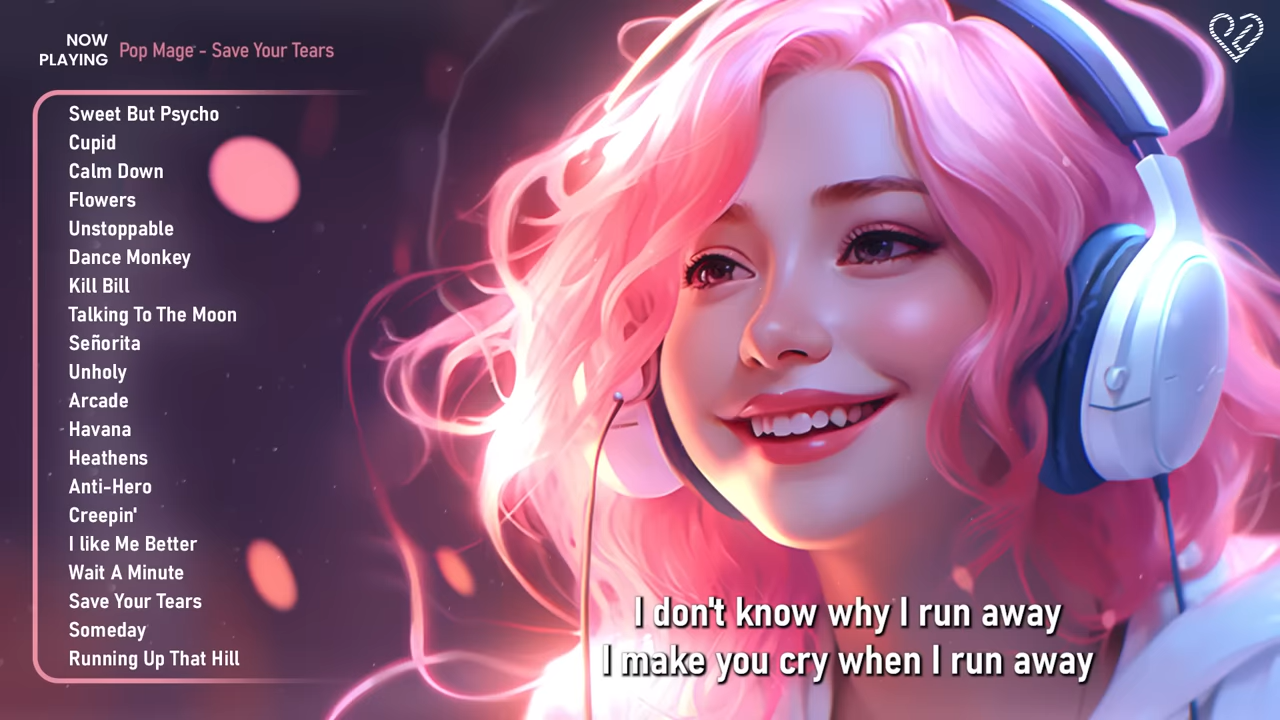 NOW
PLAYING
Pop Mage - Save Your Tears
Sweet But Psycho
Cupid
Calm Down
Flowers
Unstoppable
Dance Monkey
Kill Bill
Talking To The Moon
Señorita
Unholy
Arcade
Havana
Heathens
Anti-Hero
Creepin'
I like Me Better
Wait A Minute
Save Your Tears
Someday
Running Up That Hill
I don't know why I run away
I make you cry when I run away